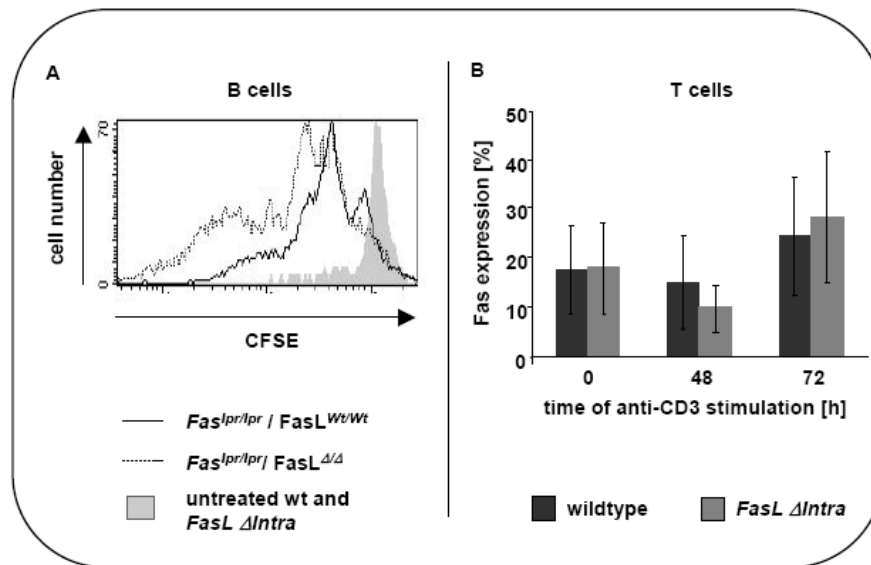 A
B cells
70
0
cell number
CFSE
Fas^lpr/lpr / FasL^Wt/Wt
Fas^lpr/lpr/ FasL^Δ/Δ
untreated wt and
FasL ΔIntra
B
T cells
50
40
30
20
10
0
Fas expression [%]
0 48 72
time of anti-CD3 stimulation [h]
wildtype FasL ΔIntra